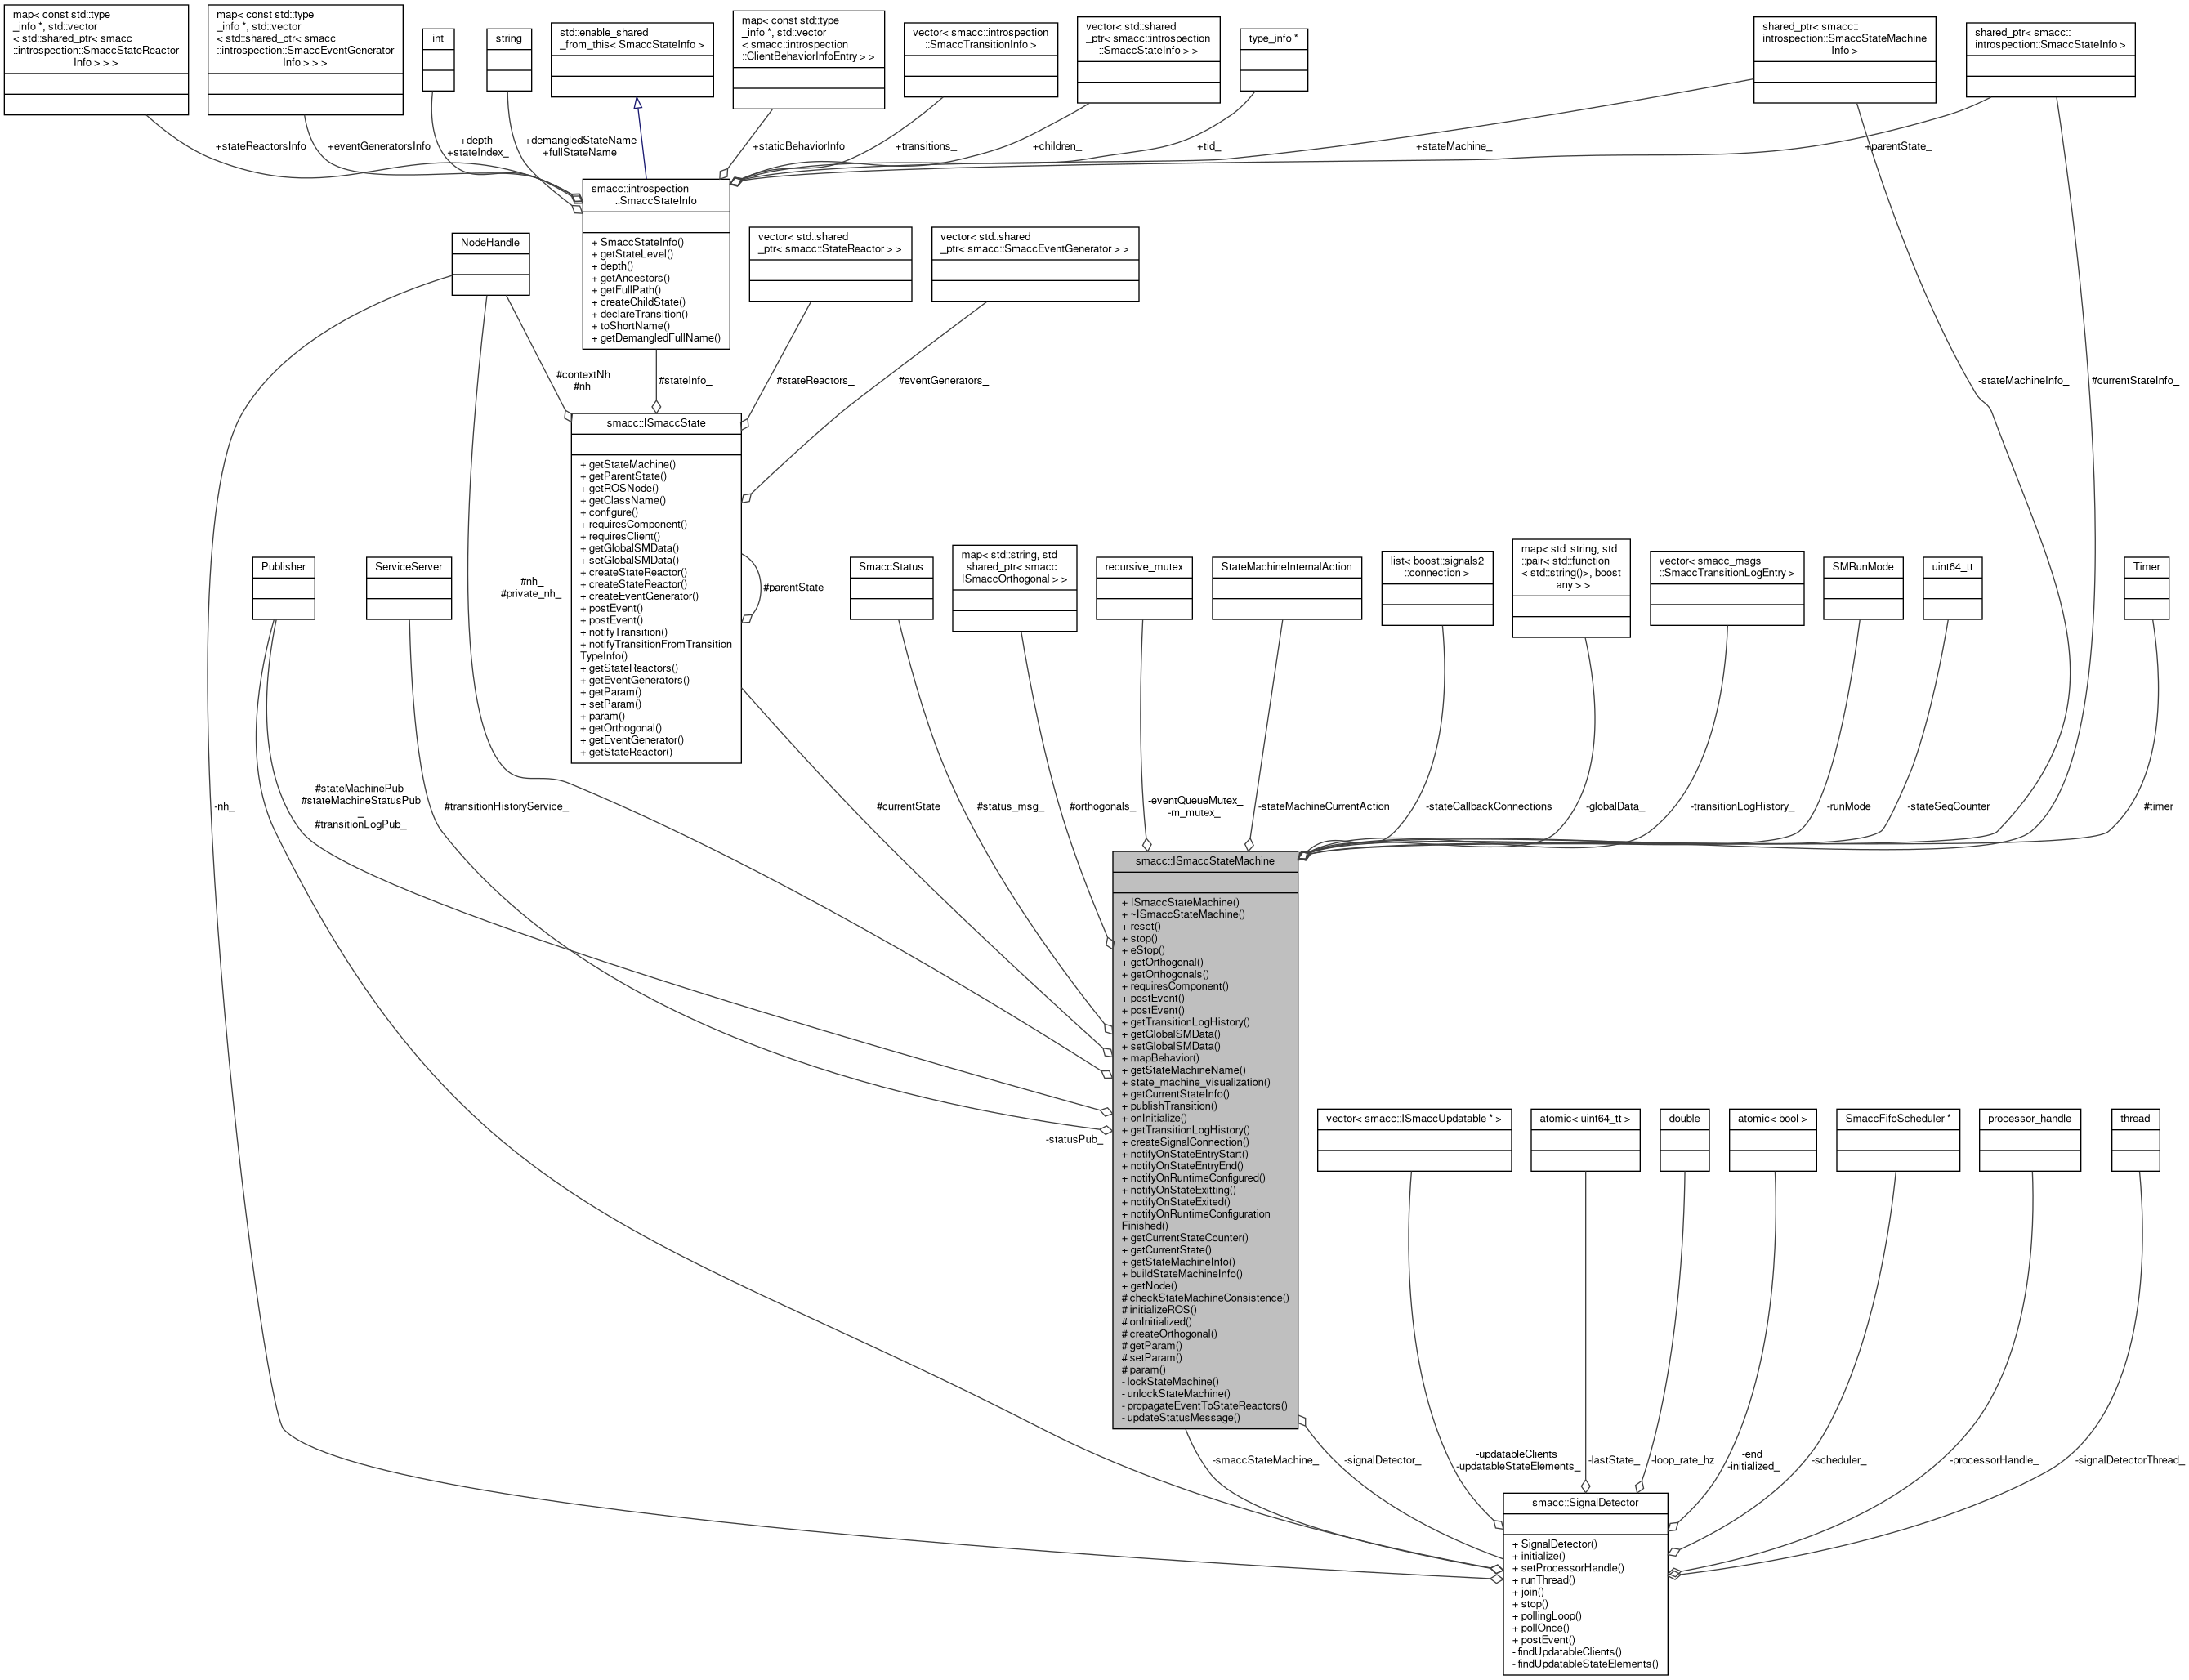 map< const std::type
_info *, std::vector
< std::shared_ptr< smacc
::introspection::SmaccStateReactor
Info > > >
map< const std::type
_info *, std::vector
< std::shared_ptr< smacc
::introspection::SmaccEventGenerator
Info > > >
int
string
std::enable_shared
_from_this< SmaccStateInfo >
map< const std::type
_info *, std::vector
< smacc::introspection
::ClientBehaviorInfoEntry > >
vector< smacc::introspection
::SmaccTransitionInfo >
vector< std::shared
_ptr< smacc::introspection
::SmaccStateInfo > >
type_info *
shared_ptr< smacc::
introspection::SmaccStateMachine
Info >
shared_ptr< smacc::
introspection::SmaccStateInfo >
+stateReactorsInfo
+eventGeneratorsInfo
+depth_
+stateIndex_
+demangledStateName
+fullStateName
+staticBehaviorInfo
+transitions_
+children_
+tid_
+stateMachine_
+parentState_
smacc::introspection
::SmaccStateInfo
+ SmaccStateInfo()
+ getStateLevel()
+ depth()
+ getAncestors()
+ getFullPath()
+ createChildState()
+ declareTransition()
+ toShortName()
+ getDemangledFullName()
NodeHandle
vector< std::shared
_ptr< smacc::StateReactor > >
vector< std::shared
_ptr< smacc::SmaccEventGenerator > >
#contextNh
#nh
#stateInfo_
#stateReactors_
#eventGenerators_
-stateMachineInfo_
#currentStateInfo_
smacc::ISmaccState
+ getStateMachine()
+ getParentState()
+ getROSNode()
+ getClassName()
+ configure()
+ requiresComponent()
+ requiresClient()
+ getGlobalSMData()
+ setGlobalSMData()
+ createStateReactor()
+ createStateReactor()
+ createEventGenerator()
+ postEvent()
+ postEvent()
+ notifyTransition()
+ notifyTransitionFromTransition
TypeInfo()
+ getStateReactors()
+ getEventGenerators()
+ getParam()
+ setParam()
+ param()
+ getOrthogonal()
+ getEventGenerator()
+ getStateReactor()
#parentState_
#nh_
#private_nh_
Publisher
ServiceServer
SmaccStatus
map< std::string, std
::shared_ptr< smacc::
ISmaccOrthogonal > >
recursive_mutex
StateMachineInternalAction
list< boost::signals2
::connection >
map< std::string, std
::pair< std::function
< std::string()>, boost
::any > >
vector< smacc_msgs
::SmaccTransitionLogEntry >
SMRunMode
uint64_tt
Timer
-nh_
#stateMachinePub_
#stateMachineStatusPub
_
#transitionLogPub_
#transitionHistoryService_
#currentState_
#status_msg_
#orthogonals_
-eventQueueMutex_
-m_mutex_
-stateMachineCurrentAction
-stateCallbackConnections
-globalData_
-transitionLogHistory_
-runMode_
-stateSeqCounter_
#timer_
smacc::ISmaccStateMachine
+ ISmaccStateMachine()
+ ~ISmaccStateMachine()
+ reset()
+ stop()
+ eStop()
+ getOrthogonal()
+ getOrthogonals()
+ requiresComponent()
+ postEvent()
+ postEvent()
+ getTransitionLogHistory()
+ getGlobalSMData()
+ setGlobalSMData()
+ mapBehavior()
+ getStateMachineName()
+ state_machine_visualization()
+ getCurrentStateInfo()
+ publishTransition()
+ onInitialize()
+ getTransitionLogHistory()
+ createSignalConnection()
+ notifyOnStateEntryStart()
+ notifyOnStateEntryEnd()
+ notifyOnRuntimeConfigured()
+ notifyOnStateExitting()
+ notifyOnStateExited()
+ notifyOnRuntimeConfiguration
Finished()
+ getCurrentStateCounter()
+ getCurrentState()
+ getStateMachineInfo()
+ buildStateMachineInfo()
+ getNode()
# checkStateMachineConsistence()
# initializeROS()
# onInitialized()
# createOrthogonal()
# getParam()
# setParam()
# param()
- lockStateMachine()
- unlockStateMachine()
- propagateEventToStateReactors()
- updateStatusMessage()
-statusPub_
vector< smacc::ISmaccUpdatable * >
atomic< uint64_tt >
double
atomic< bool >
SmaccFifoScheduler *
processor_handle
thread
-smaccStateMachine_
-signalDetector_
-updatableClients_
-updatableStateElements_
-lastState_
-loop_rate_hz
-end_
-initialized_
-scheduler_
-processorHandle_
-signalDetectorThread_
smacc::SignalDetector
+ SignalDetector()
+ initialize()
+ setProcessorHandle()
+ runThread()
+ join()
+ stop()
+ pollingLoop()
+ pollOnce()
+ postEvent()
- findUpdatableClients()
- findUpdatableStateElements()